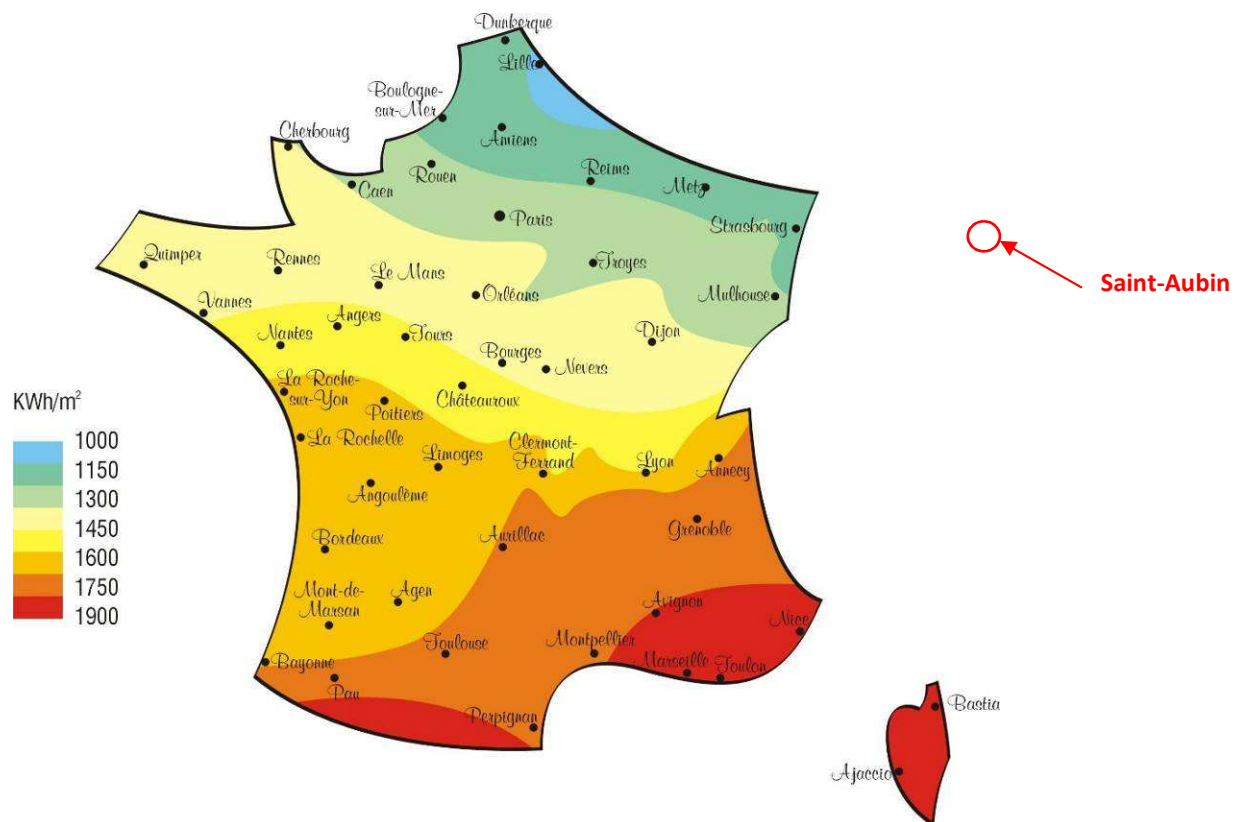 Dunkerque
Lille
Boulogne-
sur-Mer
Cherbourg
Amiens
Rouen
Reims
Metz
Caen
Paris
Strasbourg
Quimper
Rennes
Le Mans
Troyes
Saint-Aubin
Orléans
Mulhouse
Vannes
Angers
Nantes
Tours
Dijon
Bourges
Nevers
La Roche-
sur-Yon
Châteauroux
Poitiers
KWh/m²
La Rochelle
Clermont-
Ferrand
Limoges
Lyon
Annecy
Angoulême
1000
1150
1300
1450
1600
1750
1900
Grenoble
Bordeaux
Aurillac
Mont-de-
Marsan
Agen
Avignon
Nice
Toulouse
Montpellier
Bayonne
Marseille
Toulon
Pau
Perpignan
Bastia
Ajaccio